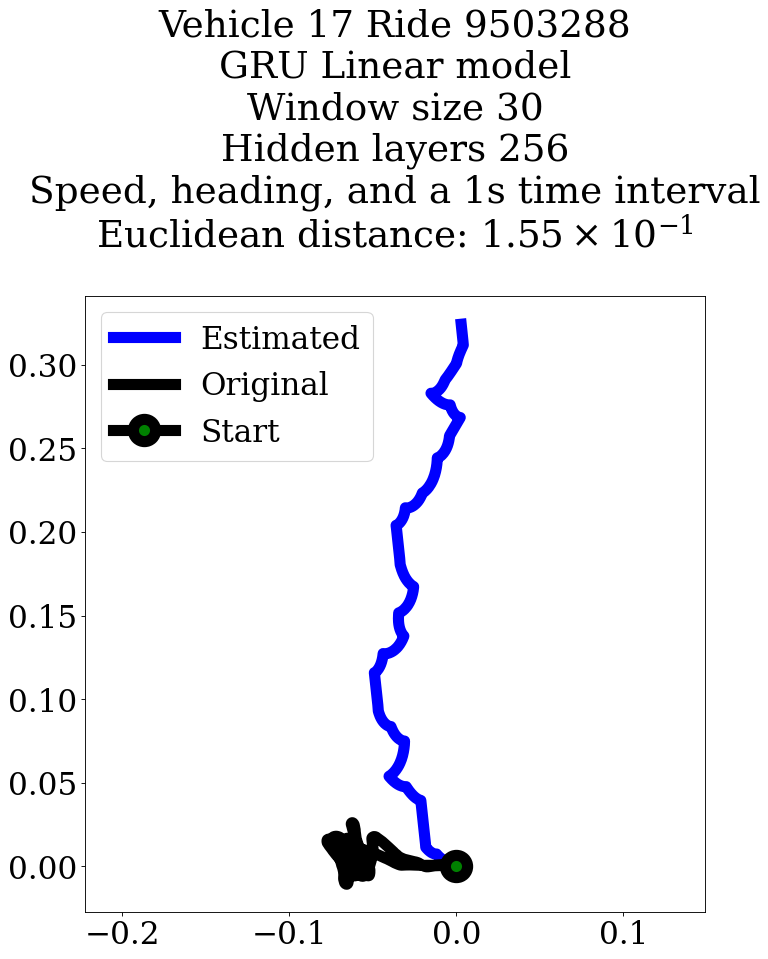 Vehicle 17 Ride 9503288
GRU Linear model
Window size 30
Hidden layers 256
Speed, heading, and a 1s time interval
Euclidean distance: 1.55 × 10⁻¹
Estimated
Original
Start
0.30
0.25
0.20
0.15
0.10
0.05
0.00
−0.2
−0.1
0.0
0.1